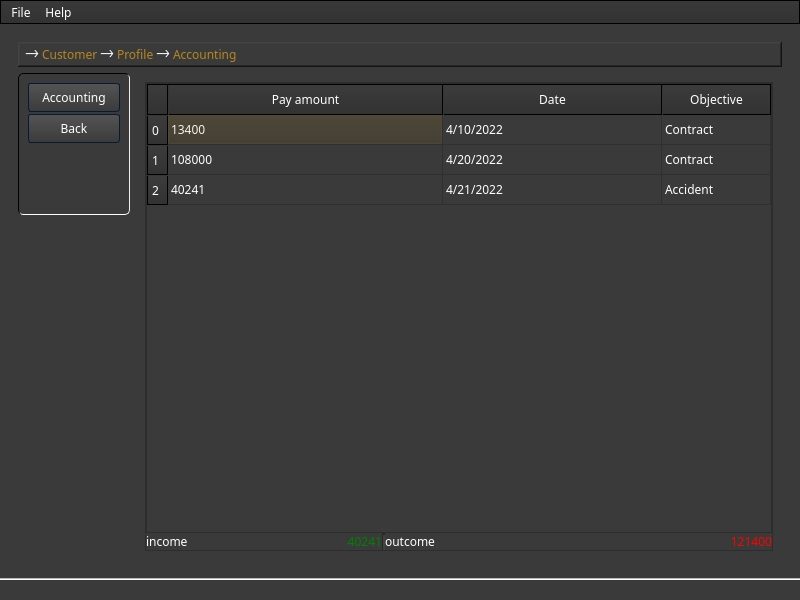 File Help
→ Customer → Profile → Accounting
Accounting
Back
Pay amount Date Objective
0 13400 4/10/2022 Contract
1 108000 4/20/2022 Contract
2 40241 4/21/2022 Accident
income 40241 outcome 121400